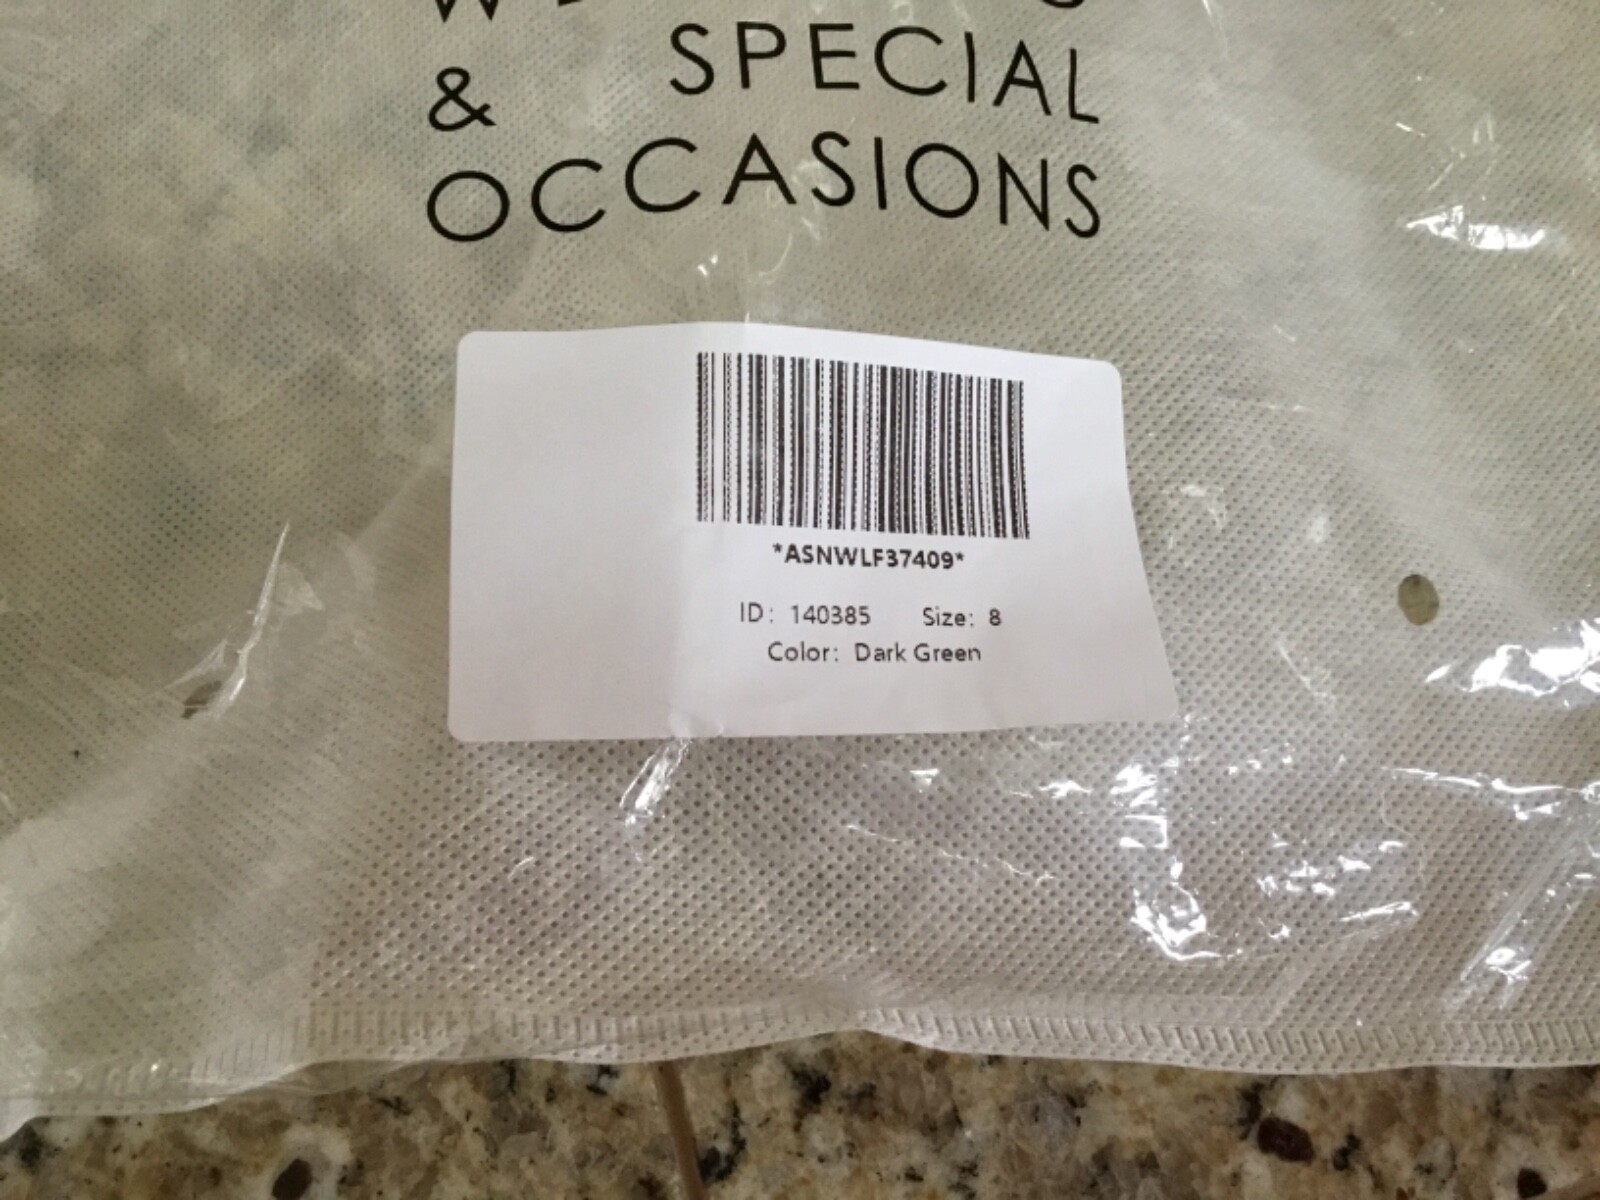 SPECIAL
&
OCCASIONS
*ASNWLF37409*
ID: 140385 Size: 8
Color: Dark Green